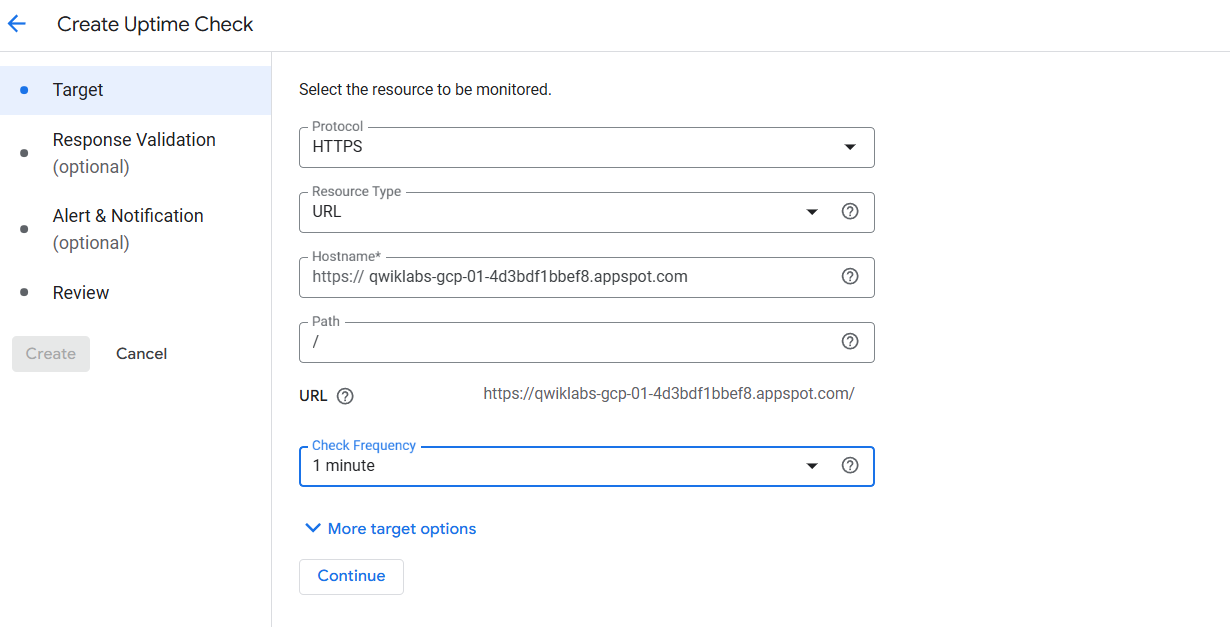 Create Uptime Check
Target
Response Validation
(optional)
Alert & Notification
(optional)
Review
Create
Cancel
Select the resource to be monitored.
Protocol
HTTPS
Resource Type
URL
Hostname*
https:// qwiklabs-gcp-01-4d3bdf1bbef8.appspot.com
Path
/
URL https://qwiklabs-gcp-01-4d3bdf1bbef8.appspot.com/
Check Frequency
1 minute
More target options
Continue